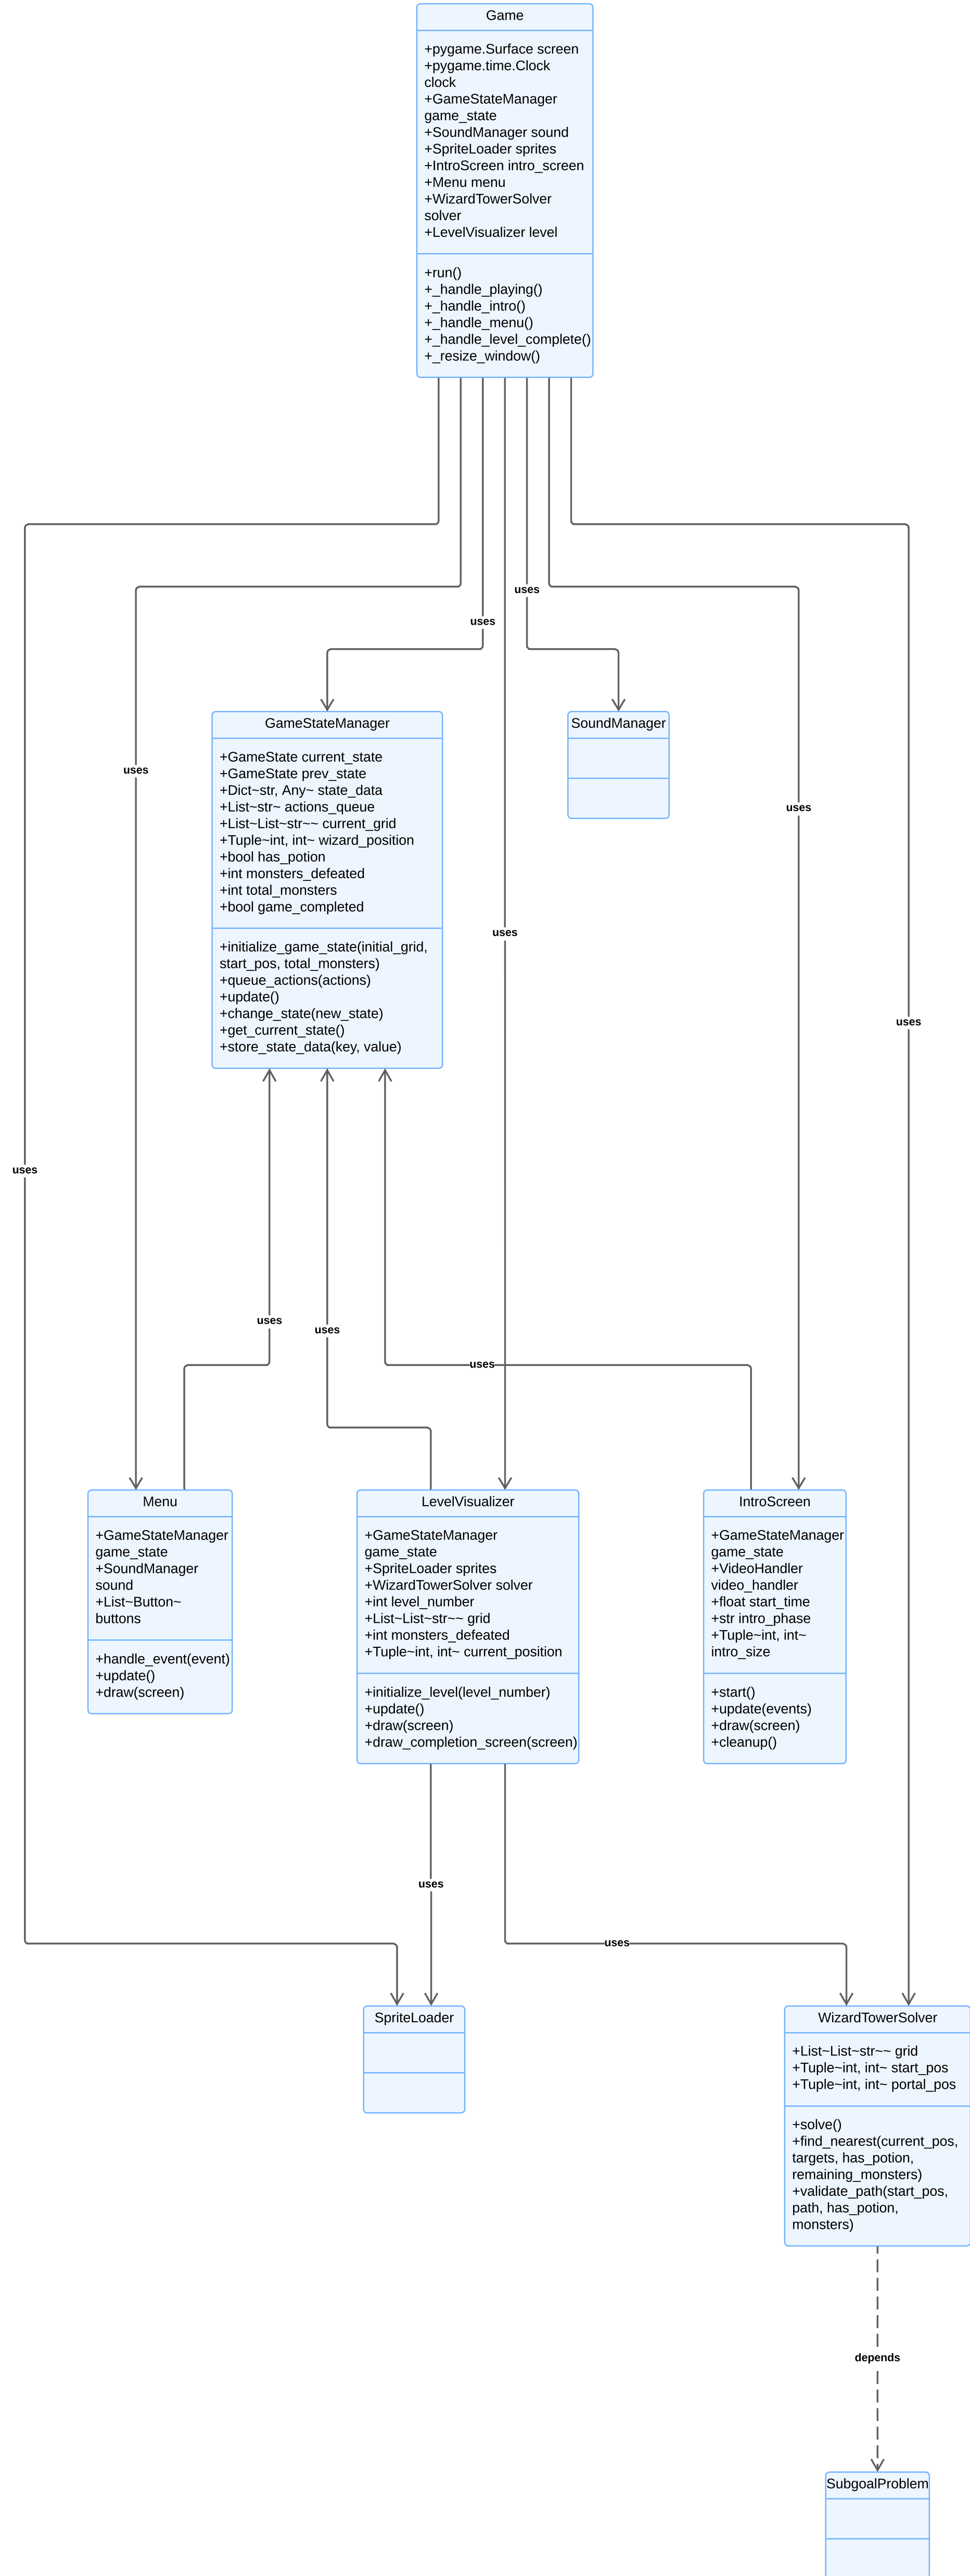 Game
+pygame.Surface screen
+pygame.time.Clock
clock
+GameStateManager
game_state
+SoundManager sound
+SpriteLoader sprites
+IntroScreen intro_screen
+Menu menu
+WizardTowerSolver
solver
+LevelVisualizer level
+run()
+_handle_playing()
+_handle_intro()
+_handle_menu()
+_handle_level_complete()
+_resize_window()
uses
uses
GameStateManager
+GameState current_state
+GameState prev_state
+Dict~str, Any~ state_data
+List~str~ actions_queue
+List~List~str~~ current_grid
+Tuple~int, int~ wizard_position
+bool has_potion
+int monsters_defeated
+int total_monsters
+bool game_completed
+initialize_game_state(initial_grid,
start_pos, total_monsters)
+queue_actions(actions)
+update()
+change_state(new_state)
+get_current_state()
+store_state_data(key, value)
SoundManager
uses
uses
uses
uses
uses
uses
uses
uses
Menu
+GameStateManager
game_state
+SoundManager
sound
+List~Button~
buttons
+handle_event(event)
+update()
+draw(screen)
LevelVisualizer
+GameStateManager
game_state
+SpriteLoader sprites
+WizardTowerSolver solver
+int level_number
+List~List~str~~ grid
+int monsters_defeated
+Tuple~int, int~ current_position
+initialize_level(level_number)
+update()
+draw(screen)
+draw_completion_screen(screen)
IntroScreen
+GameStateManager
game_state
+VideoHandler
video_handler
+float start_time
+str intro_phase
+Tuple~int, int~
intro_size
+start()
+update(events)
+draw(screen)
+cleanup()
uses
uses
SpriteLoader
WizardTowerSolver
+List~List~str~~ grid
+Tuple~int, int~ start_pos
+Tuple~int, int~ portal_pos
+solve()
+find_nearest(current_pos,
targets, has_potion,
remaining_monsters)
+validate_path(start_pos,
path, has_potion,
monsters)
depends
SubgoalProblem